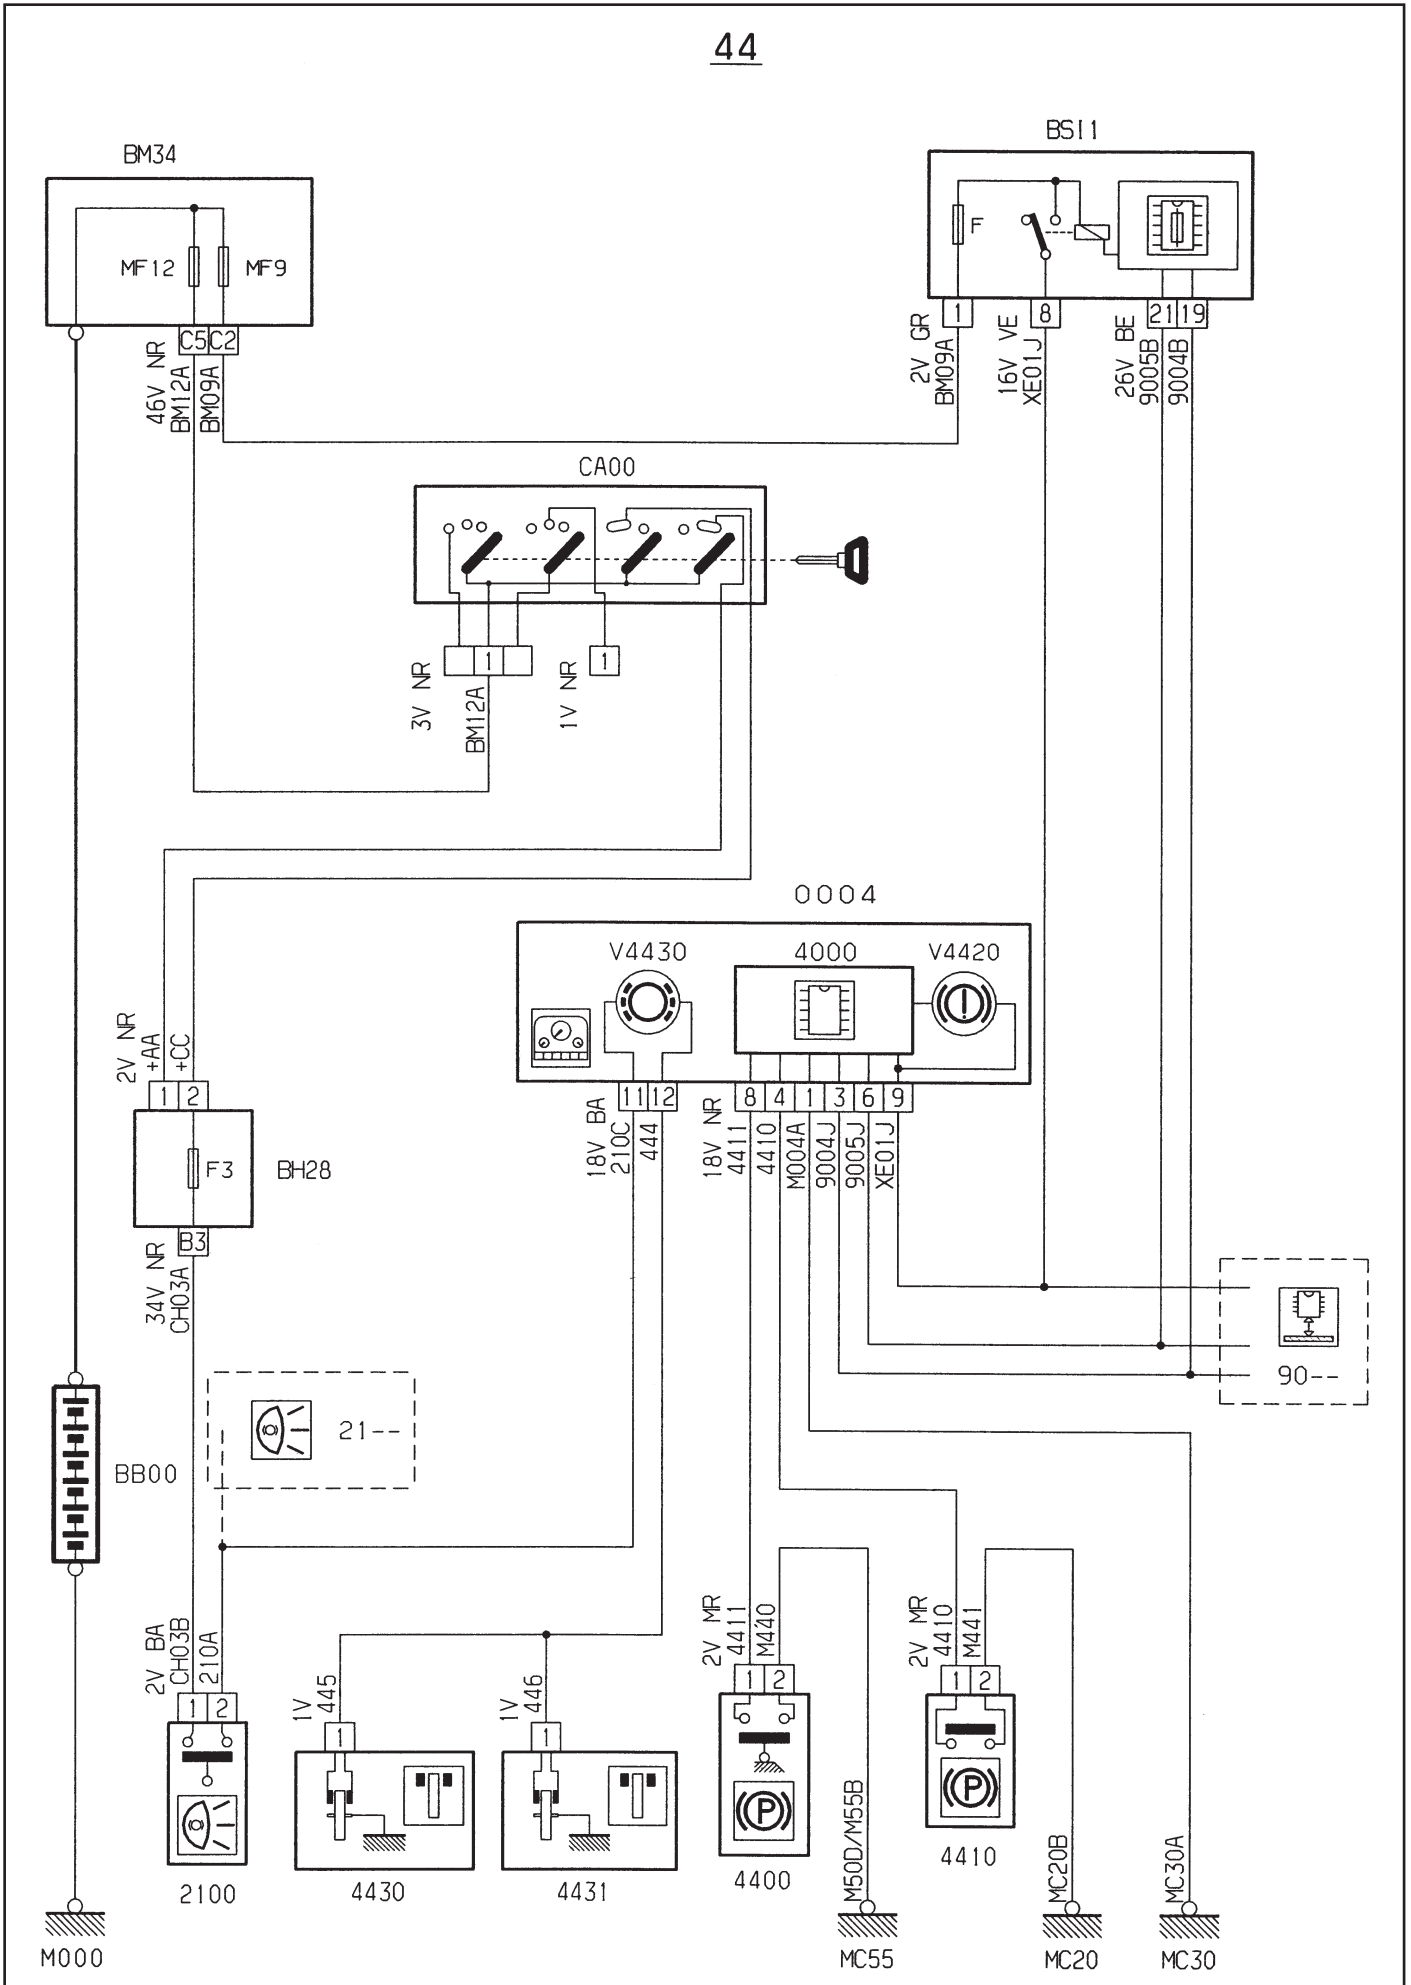 44
BM34
BSI1
MF12
MF9
F
C5 C2
1
8
21 19
46V NR
BM12A
BM09A
2V GR
BM09A
16V VE
XE01J
26V BE
9005B
9004B
CA00
3V NR
1
BM12A
1V NR
1
0004
V4430
4000
V4420
2V NR
+AA
+CC
1 2
F3
BH28
B3
34V NR
CH03A
11 12
8 4 1 3 6 9
18V BA
210C
444
18V NR
4411
4410
M004A
9004J
9005J
XE01J
90--
21--
BB00
2V BA
CH03B
210A
1 2
1V
445
1
1V
446
1
2V MR
4411
M440
1 2
2V MR
4410
M441
1 2
P
P
2100
4430
4431
4400
4410
M50D/M55B
MC20B
MC30A
M000
MC55
MC20
MC30